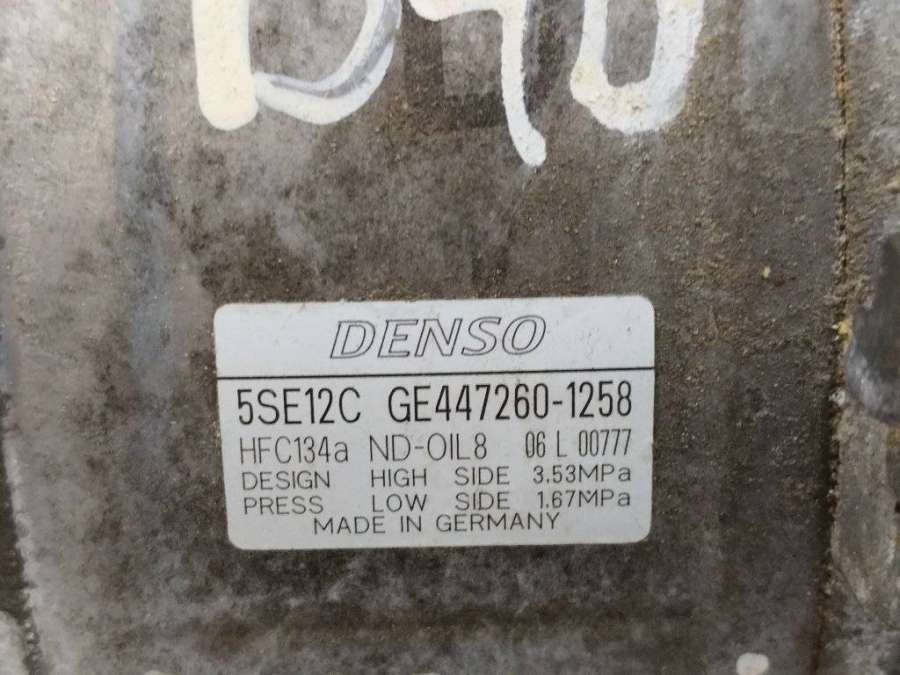 DENSO
5SE12C GE447260-1258
HFC134a ND-OIL8 06 L 00777
DESIGN HIGH SIDE 3.53MPa
PRESS LOW SIDE 1.67MPa
MADE IN GERMANY